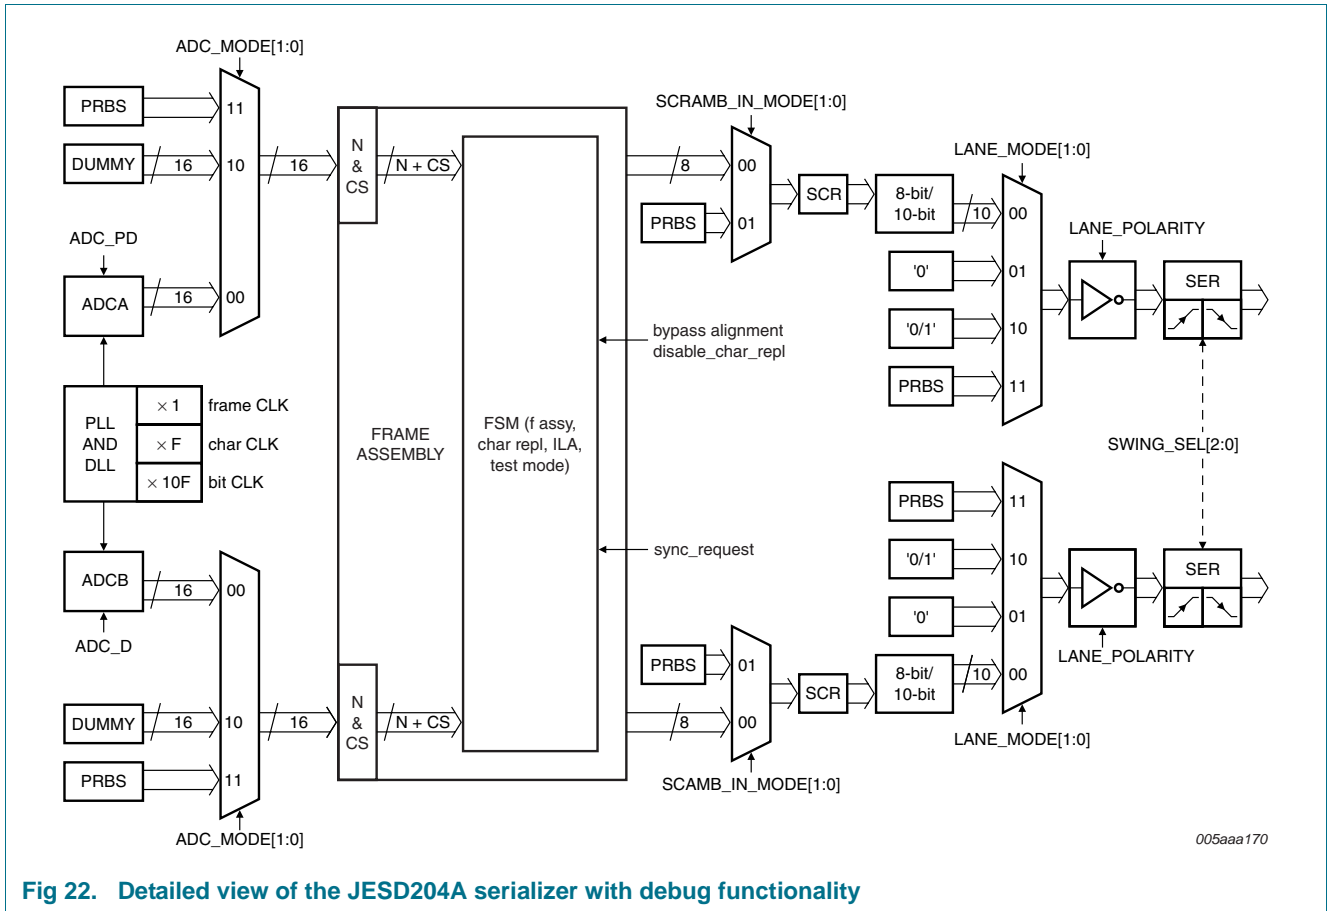 ADC_MODE[1:0]
PRBS
11
DUMMY
16
10
16
N
&
CS
N + CS
ADC_PD
ADCA
16
00
PLL
AND
DLL
× 1
frame CLK
× F
char CLK
× 10F
bit CLK
ADCB
16
00
ADC_D
DUMMY
16
10
16
N
&
CS
N + CS
PRBS
11
ADC_MODE[1:0]
FRAME
ASSEMBLY
FSM (f assy,
char repl, ILA,
test mode)
bypass alignment
disable_char_repl
sync_request
SCRAMB_IN_MODE[1:0]
8
00
PRBS
01
SCR
8-bit/
10-bit
10
LANE_MODE[1:0]
00
'0'
01
'0/1'
10
PRBS
11
LANE_POLARITY
SER
SWING_SEL[2:0]
PRBS
11
'0/1'
10
'0'
01
PRBS
01
8
00
SCR
8-bit/
10-bit
10
00
SCAMB_IN_MODE[1:0]
LANE_MODE[1:0]
SER
LANE_POLARITY
005aaa170
Fig 22. Detailed view of the JESD204A serializer with debug functionality